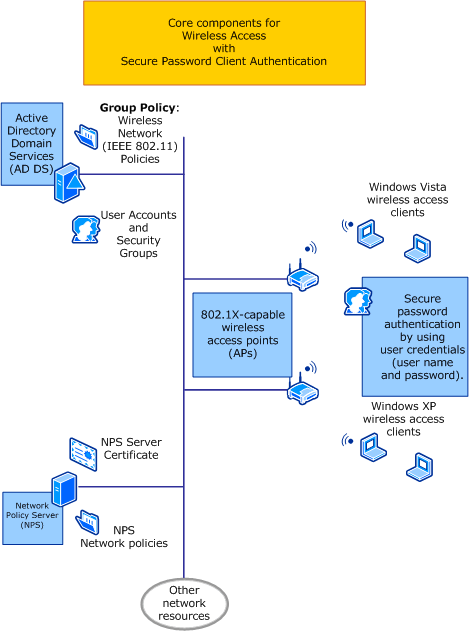 Core components for
Wireless Access
with
Secure Password Client Authentication
Group Policy:
Wireless
Network
(IEEE 802.11)
Policies
Active
Directory
Domain
Services
(AD DS)
User Accounts
and
Security
Groups
Windows Vista
wireless access
clients
802.1X-capable
wireless
access points
(APs)
Secure
password
authentication
by using
user credentials
(user name
and password).
Windows XP
wireless access
clients
NPS Server
Certificate
Network
Policy Server
(NPS)
NPS
Network policies
Other
network
resources